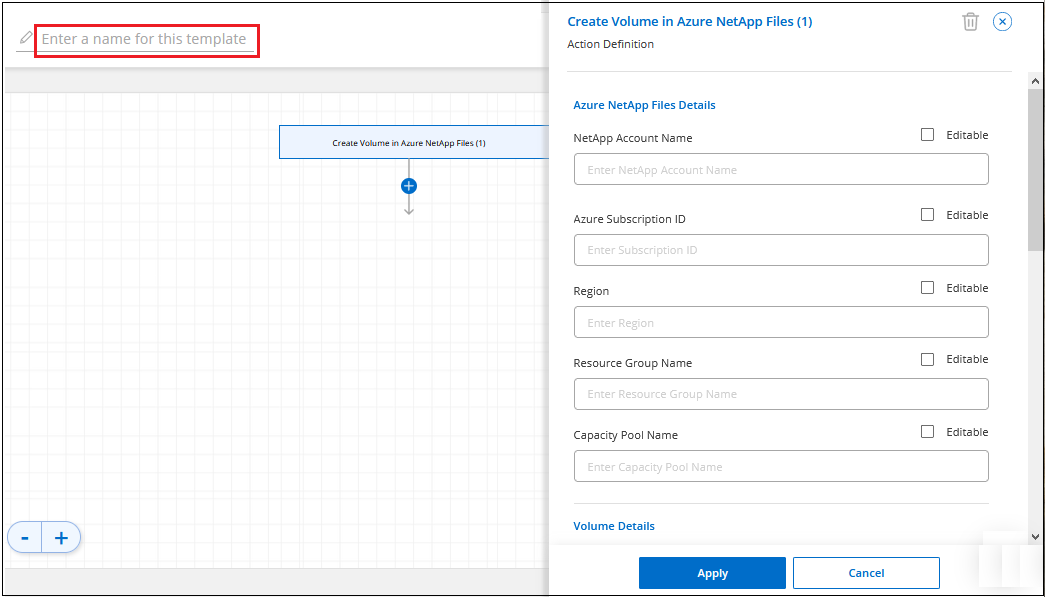 Enter a name for this template
Create Volume in Azure NetApp Files (1)
-
+
Create Volume in Azure NetApp Files (1)
Action Definition
Azure NetApp Files Details
NetApp Account Name
Editable
Enter NetApp Account Name
Azure Subscription ID
Editable
Enter Subscription ID
Region
Editable
Enter Region
Resource Group Name
Editable
Enter Resource Group Name
Capacity Pool Name
Editable
Enter Capacity Pool Name
Volume Details
Apply
Cancel